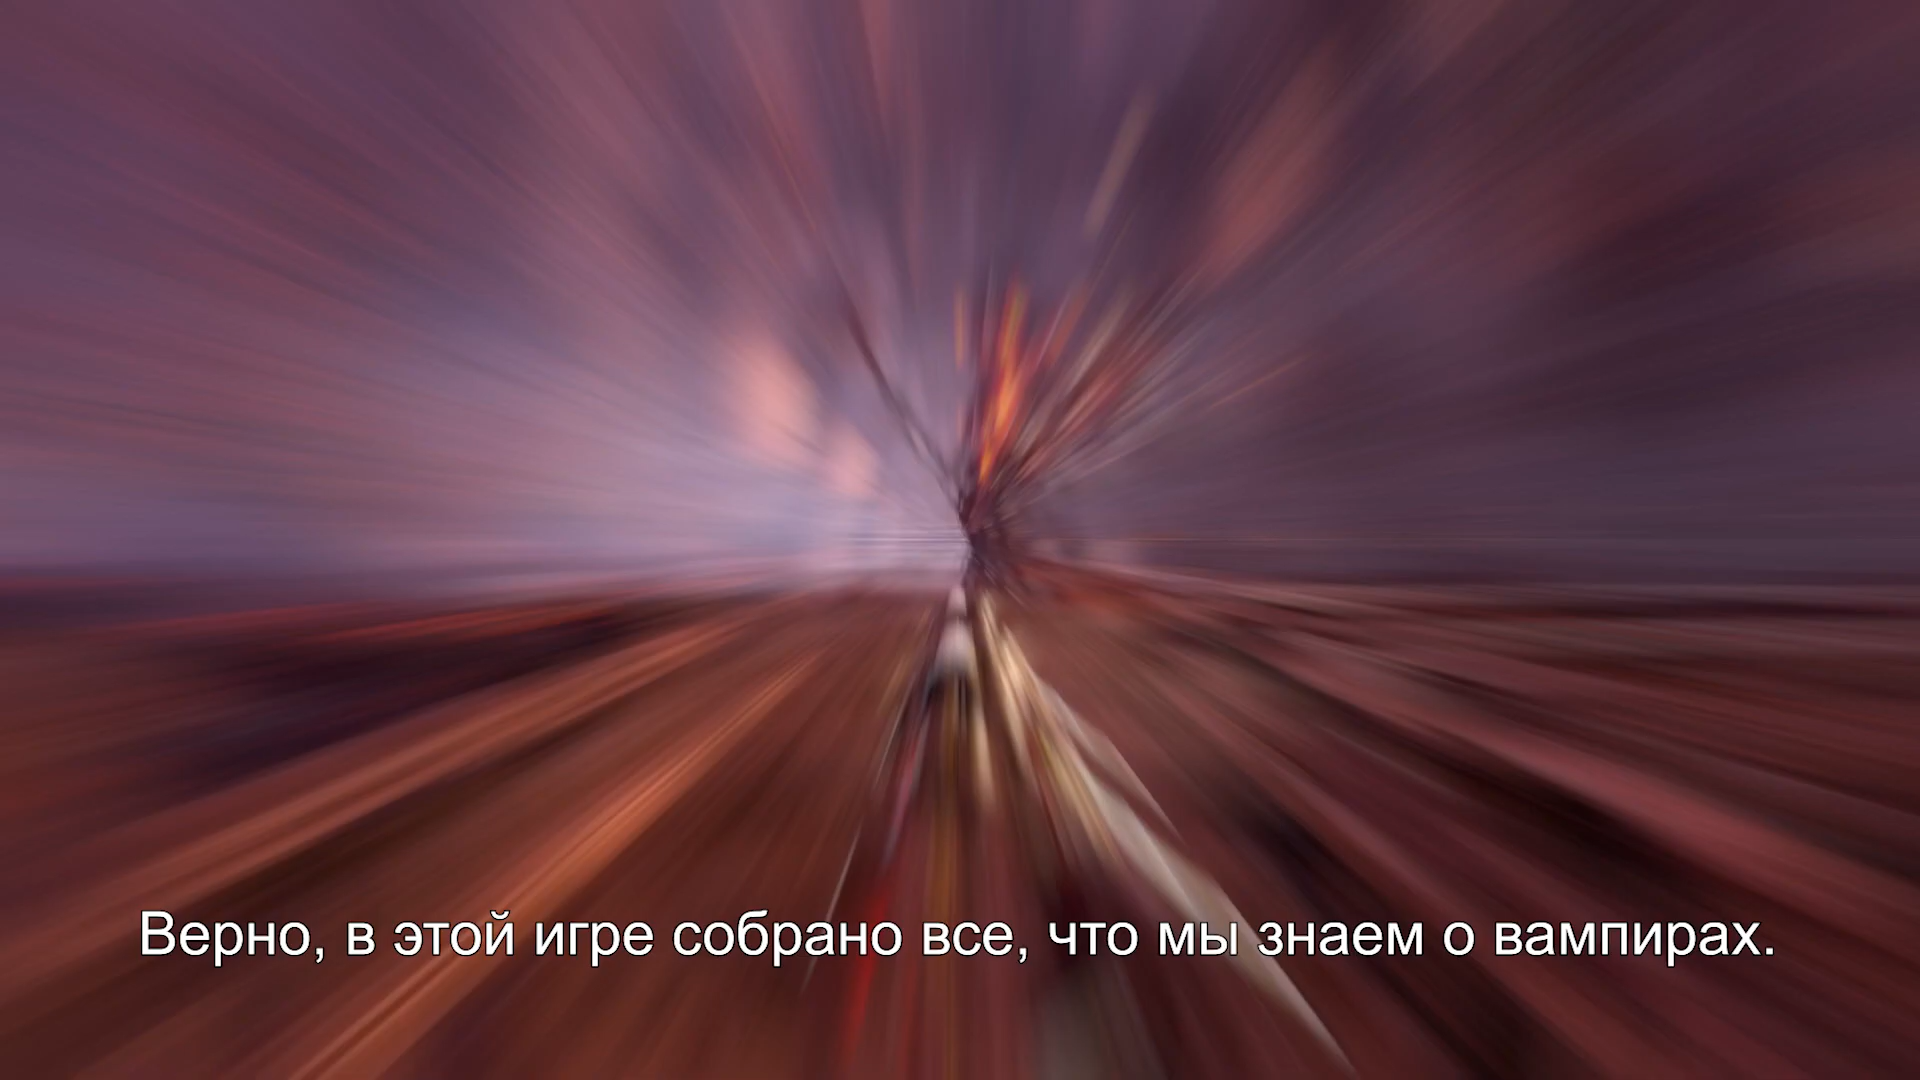 Верно, в этой игре собрано все, что мы знаем о вампирах.